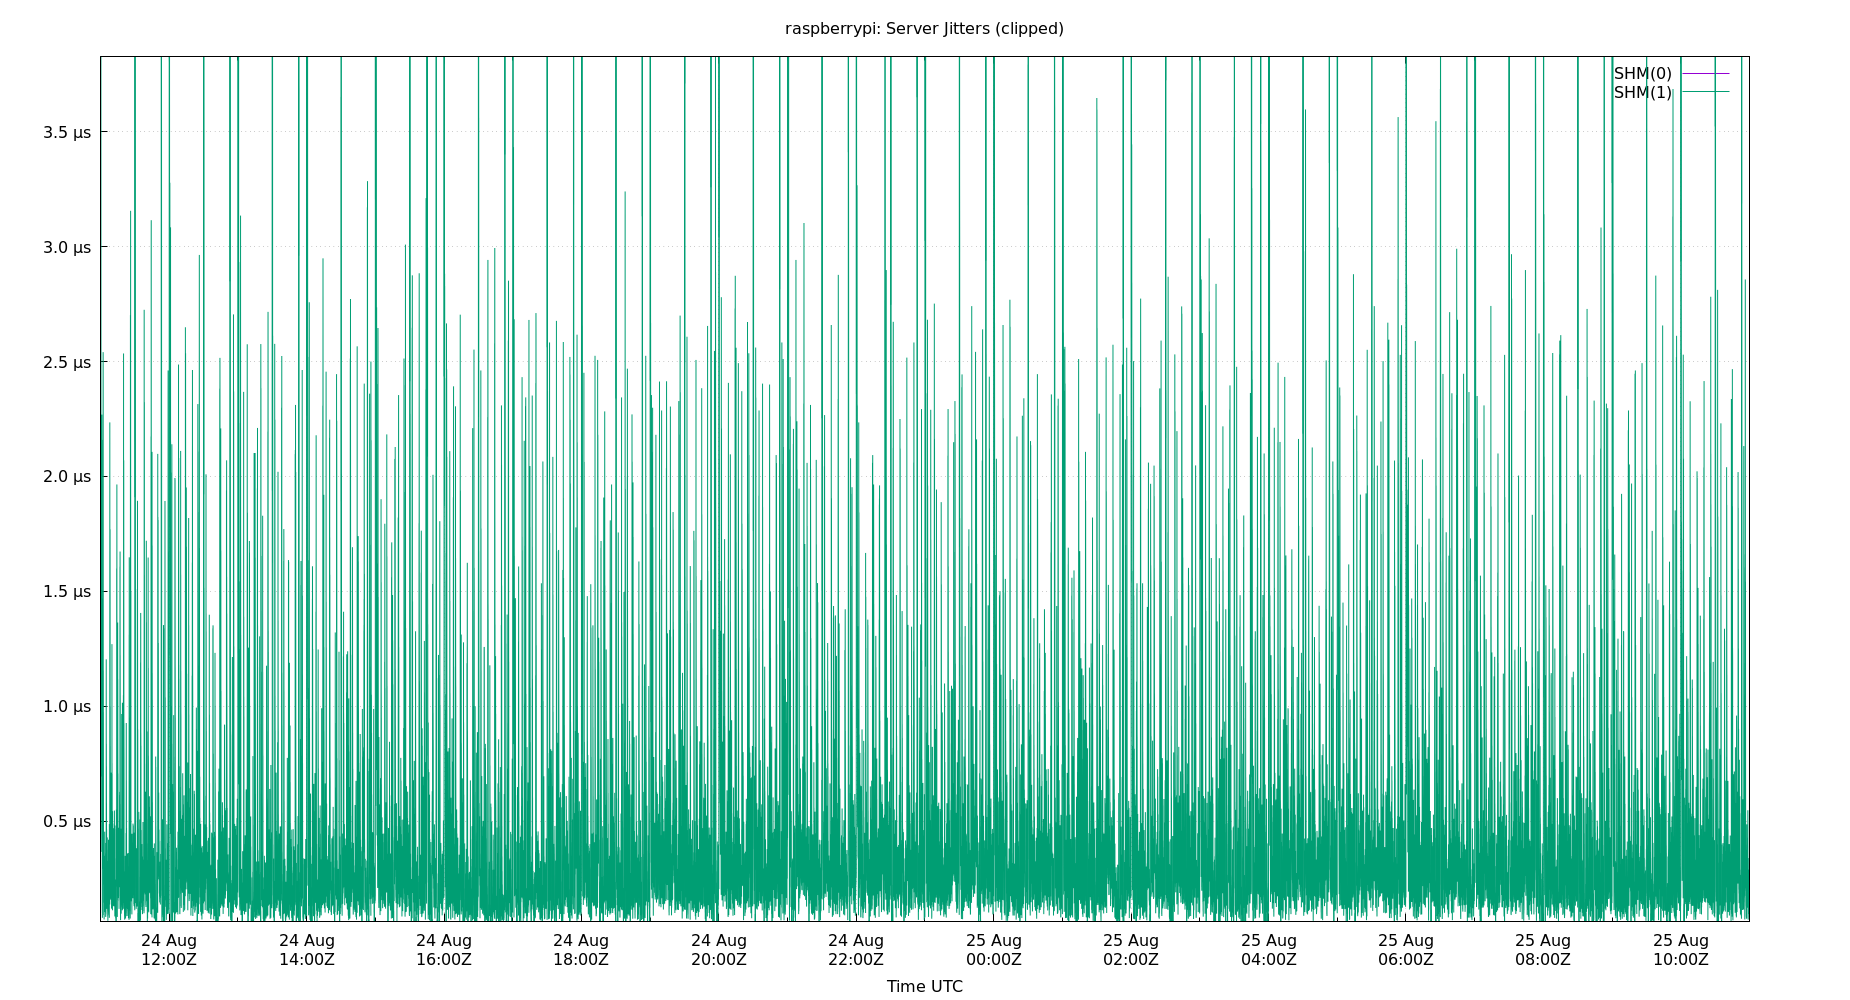 raspberrypi: Server Jitters (clipped)
SHM(0)
SHM(1)
3.5 µs
3.0 µs
2.5 µs
2.0 µs
1.5 µs
1.0 µs
0.5 µs
24 Aug 24 Aug 24 Aug 24 Aug 24 Aug 24 Aug 25 Aug 25 Aug 25 Aug 25 Aug 25 Aug 25 Aug
12:00Z 14:00Z 16:00Z 18:00Z 20:00Z 22:00Z 00:00Z 02:00Z 04:00Z 06:00Z 08:00Z 10:00Z
Time UTC